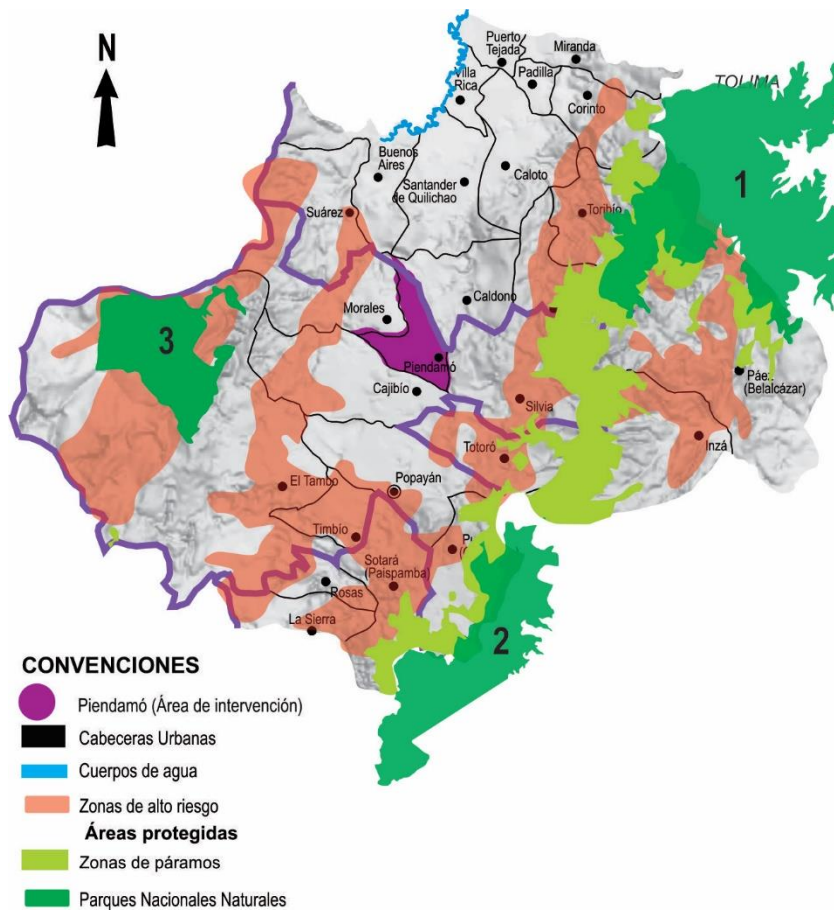 N
Puerto
Tejada
Miranda
Villa
Rica
Padilla
TOLIMA
Corinto
Buenos
Aires
Caloto
Santander
de Quilichao
1
Suárez
Toribío
Caldono
Morales
3
Piendamó
Páez
(Belalcázar)
Cajibío
Silvia
Totoró
Inzá
El Tambo
Popayán
Timbío
Sotará
(Paispamba)
Rosas
La Sierra
2
CONVENCIONES
Piendamó (Área de intervención)
Cabeceras Urbanas
Cuerpos de agua
Zonas de alto riesgo
Áreas protegidas
Zonas de páramos
Parques Nacionales Naturales